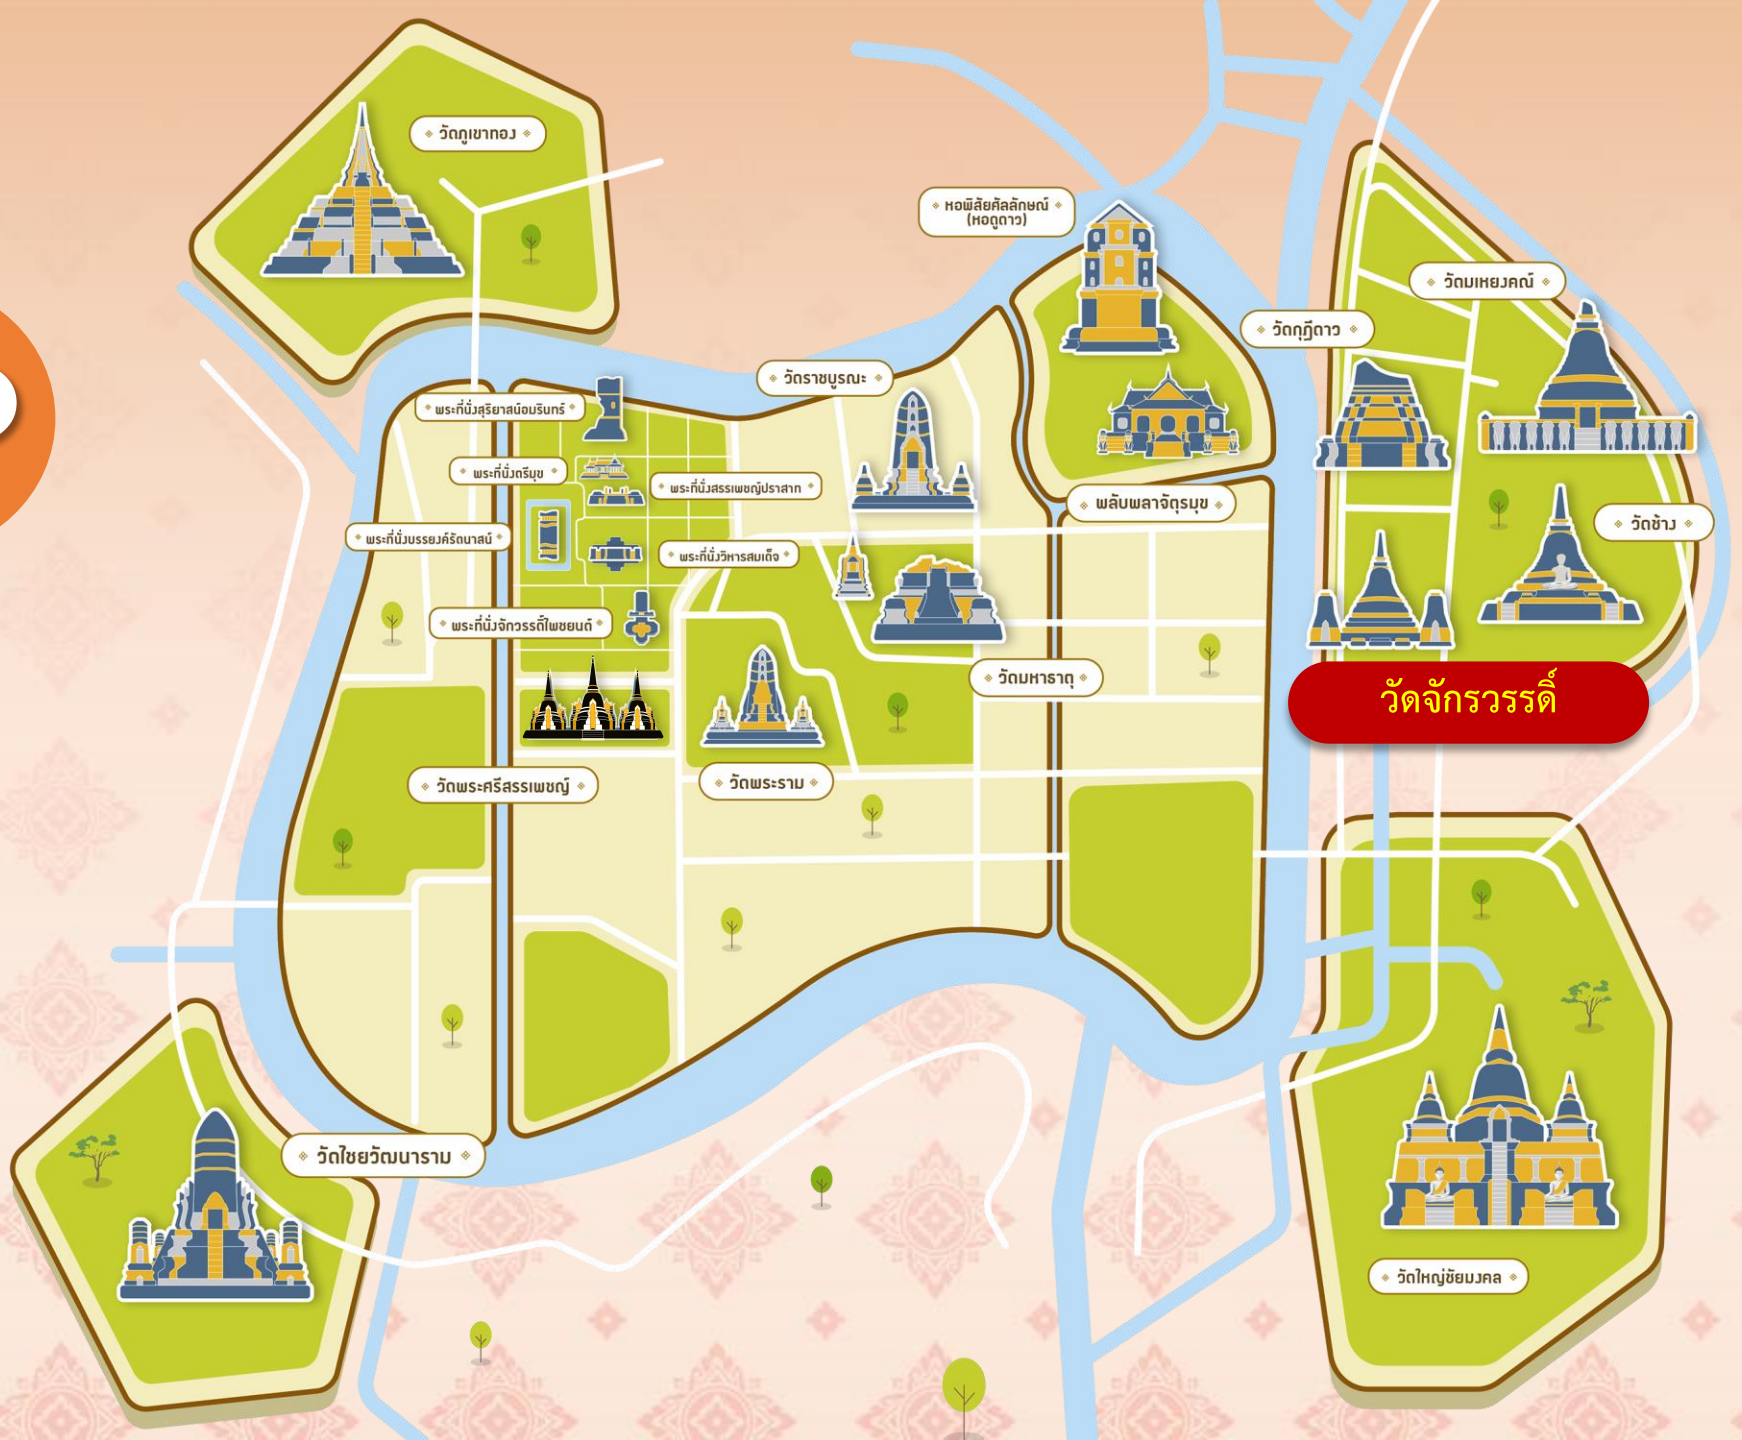 วัดภูเขาทอง
หอพิสัยศัลลักษณ์
(หอดูดาว)
วัดมเหยงคณ์
วัดกุฎีดาว
วัดราชบูรณะ
พระที่นั่งสุริยาสน์อมรินทร์
พระที่นั่งตรีมุข
พระที่นั่งสรรเพชญ์ปราสาท
พลับพลาจัตุรมุข
วัดช้าง
พระที่นั่งบรรยงค์รัตนาสน์
พระที่นั่งวิหารสมเด็จ
พระที่นั่งจักวรรดิ์ไพชยนต์
วัดมหาธาตุ
วัดจักรวรรดิ์
วัดพระศรีสรรเพชญ์
วัดพระราม
วัดไชยวัฒนาราม
วัดใหญ่ชัยมงคล